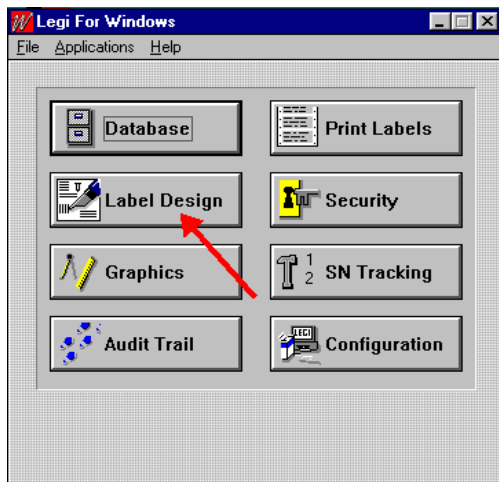 Legi For Windows
File Applications Help
Database
Print Labels
Label Design
Security
Graphics
1
2
SN Tracking
Audit Trail
LEGI
Configuration